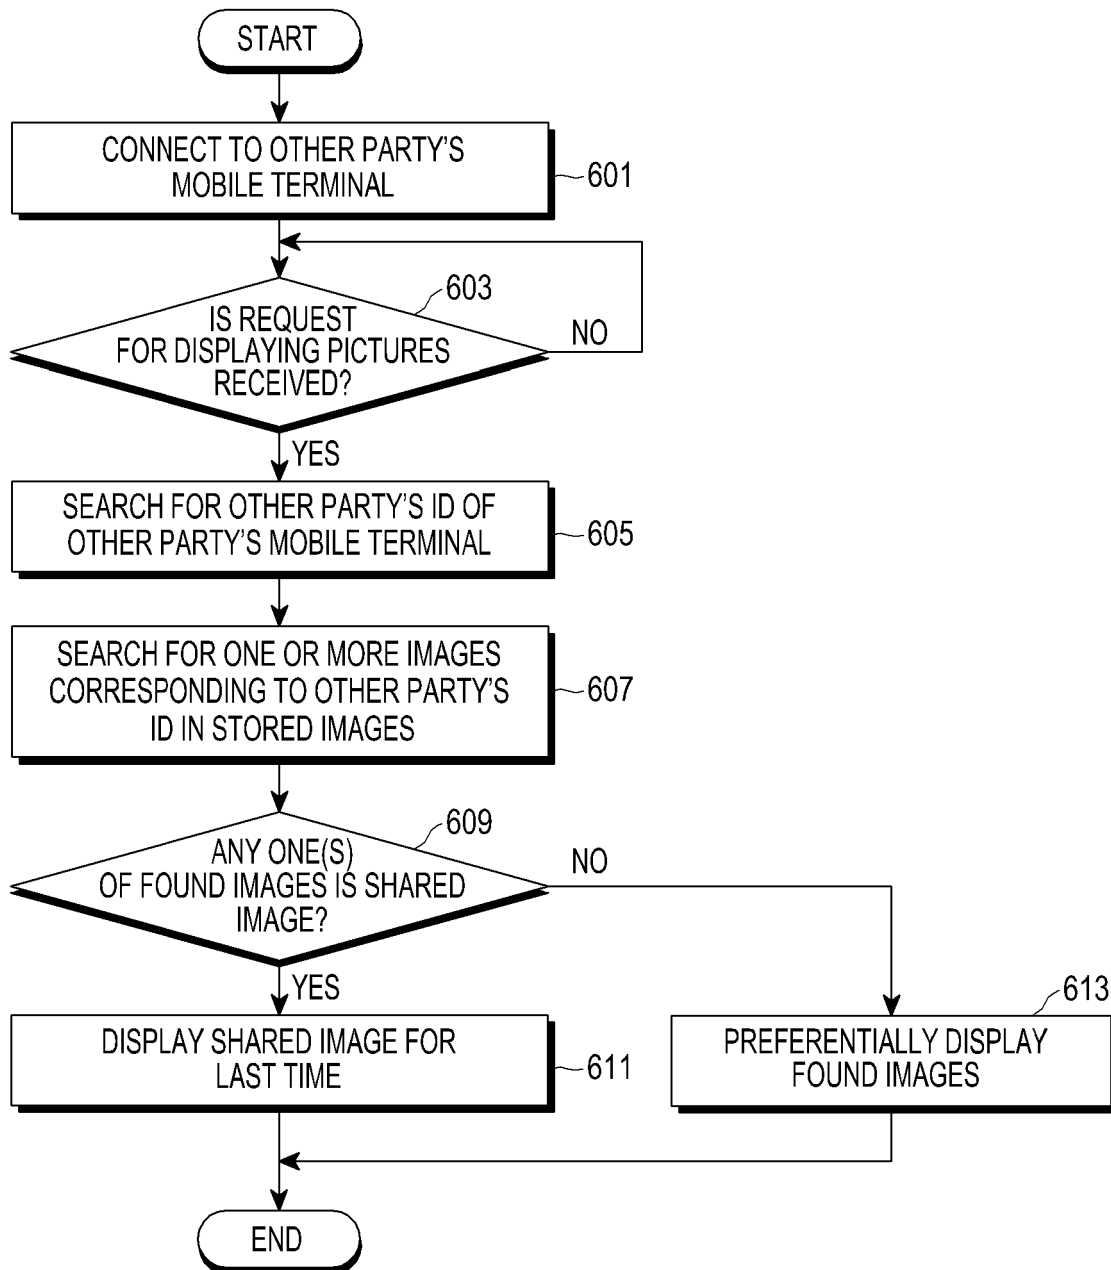 START
CONNECT TO OTHER PARTY'S
MOBILE TERMINAL
601
603
IS REQUEST
FOR DISPLAYING PICTURES
RECEIVED?
NO
YES
SEARCH FOR OTHER PARTY'S ID OF
OTHER PARTY'S MOBILE TERMINAL
605
SEARCH FOR ONE OR MORE IMAGES
CORRESPONDING TO OTHER PARTY'S
ID IN STORED IMAGES
607
609
ANY ONE(S)
OF FOUND IMAGES IS SHARED
IMAGE?
NO
YES
DISPLAY SHARED IMAGE FOR
LAST TIME
611
613
PREFERENTIALLY DISPLAY
FOUND IMAGES
END